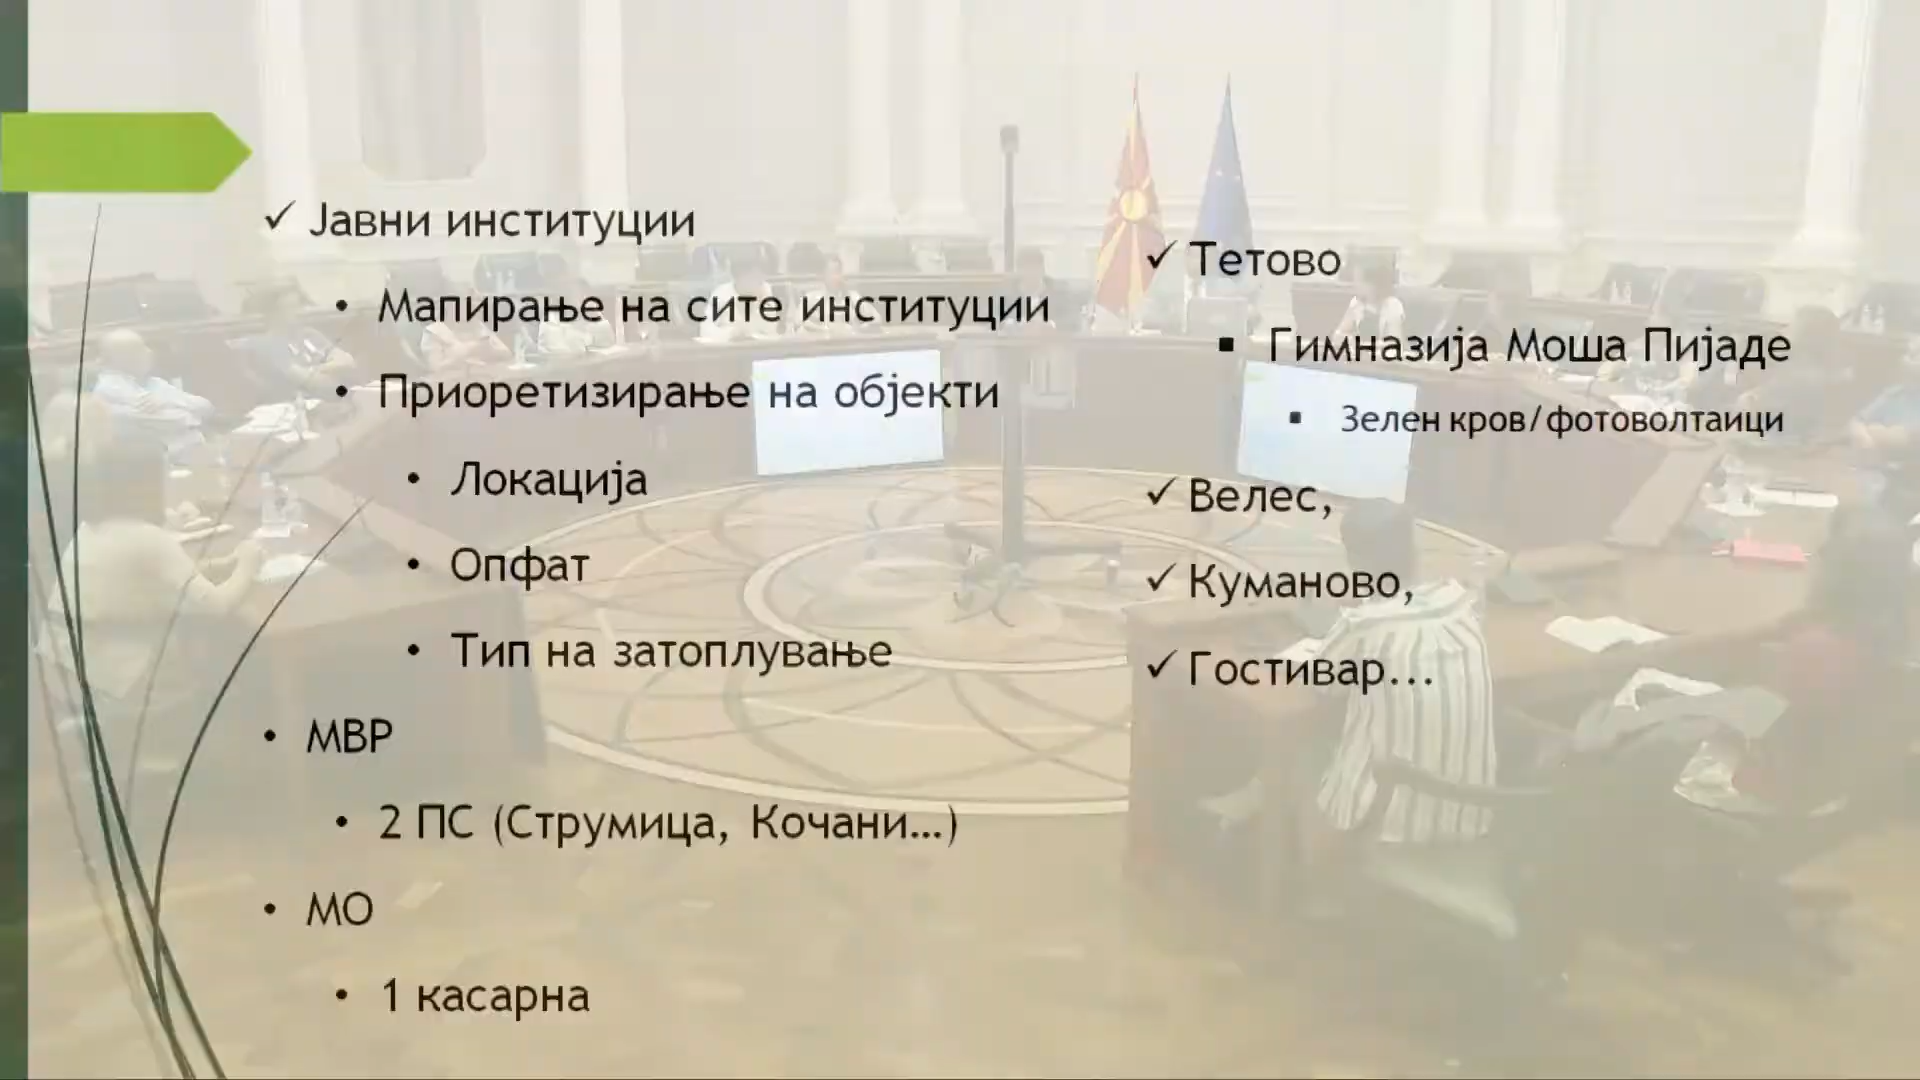 Јавни институции
Мапирање на сите институции
Приоретизирање на објекти
Локација
Опфат
Тип на затоплување
МВР
2 ПС (Струмица, Кочани...)
МО
1 касарна
Тетово
Гимназија Моша Пијаде
Зелен кров/фотоволтаици
Велес,
Куманово,
Гостивар...